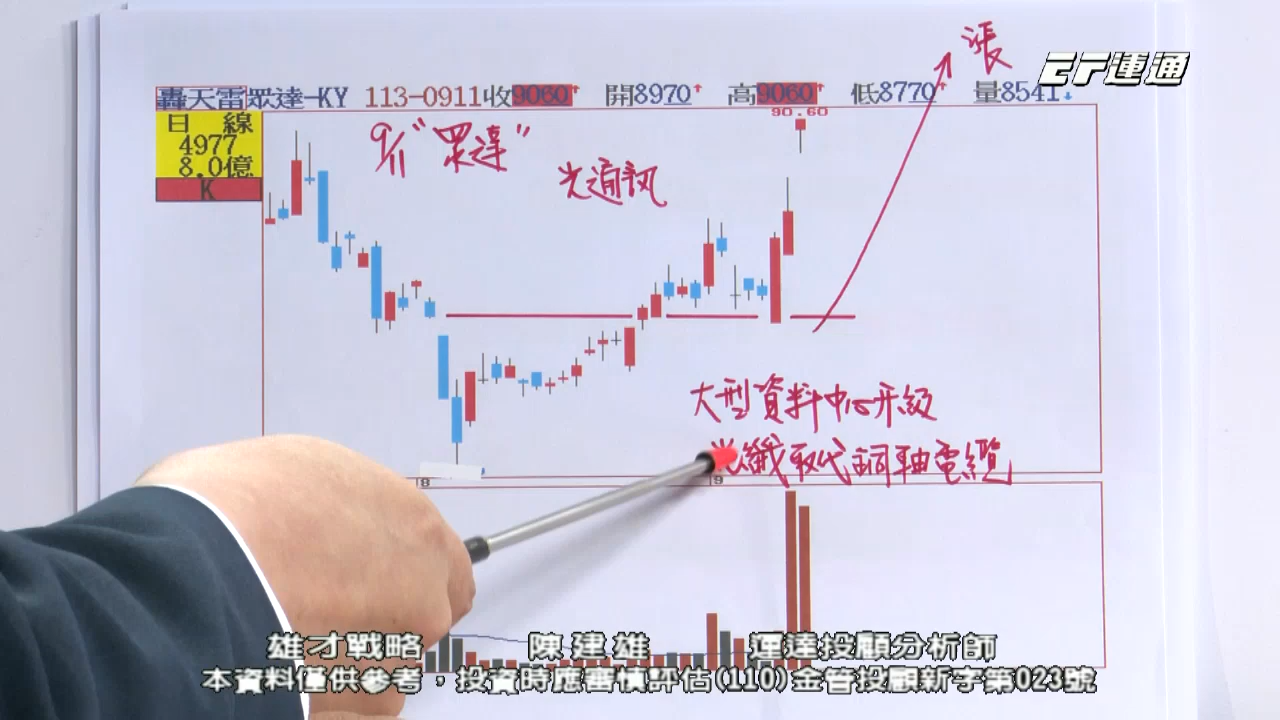 漲
EF運通
轟天雷眾達-KY 113-0911收9060↑ 開8970↑ 高9060↑ 低8770↑ 量8541↓
日 線
4977
8.0億
K
90.60
9/11 "眾達"
光通訊
大型資料中心升級
光纖取代銅軸電纜
8 9
雄才戰略 陳建雄 運達投顧分析師
本資料僅供參考，投資時應審慎評估(110)金管投顧新字第023號